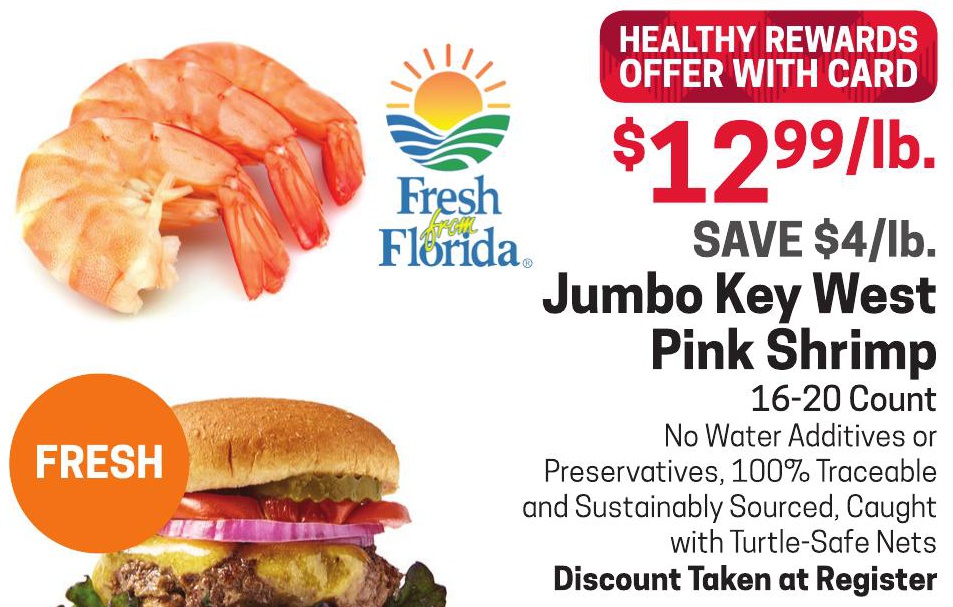 HEALTHY REWARDS
OFFER WITH CARD
$12 99/lb.
SAVE $4/lb.
Jumbo Key West
Pink Shrimp
16-20 Count
No Water Additives or
Preservatives, 100% Traceable
and Sustainably Sourced, Caught
with Turtle-Safe Nets
Discount Taken at Register
Fresh
from
Florida®
FRESH